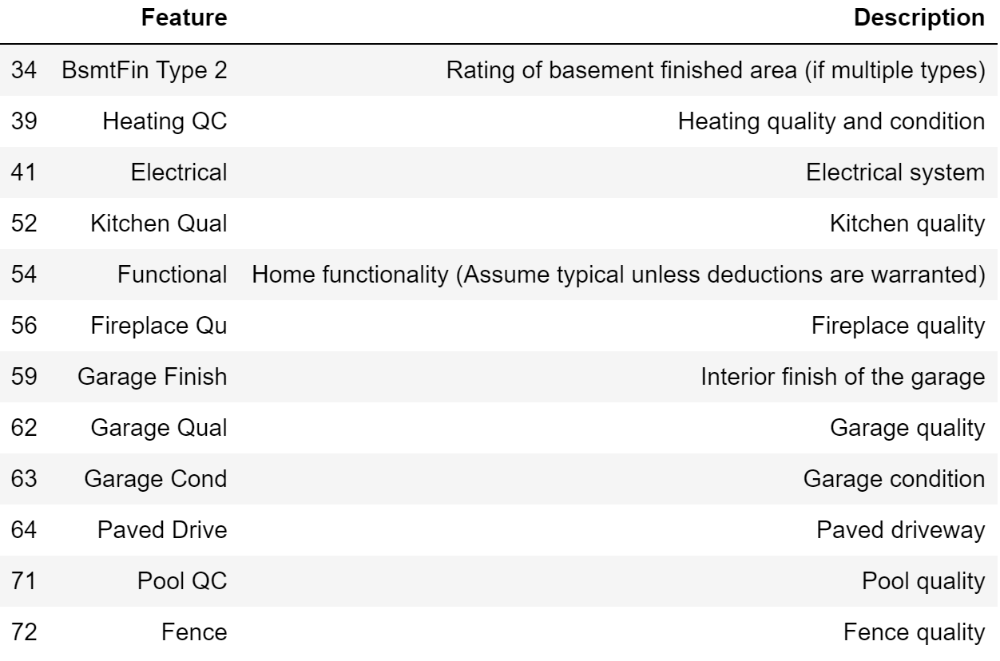 Feature Description
34 BsmtFin Type 2 Rating of basement finished area (if multiple types)
39 Heating QC Heating quality and condition
41 Electrical Electrical system
52 Kitchen Qual Kitchen quality
54 Functional Home functionality (Assume typical unless deductions are warranted)
56 Fireplace Qu Fireplace quality
59 Garage Finish Interior finish of the garage
62 Garage Qual Garage quality
63 Garage Cond Garage condition
64 Paved Drive Paved driveway
71 Pool QC Pool quality
72 Fence Fence quality